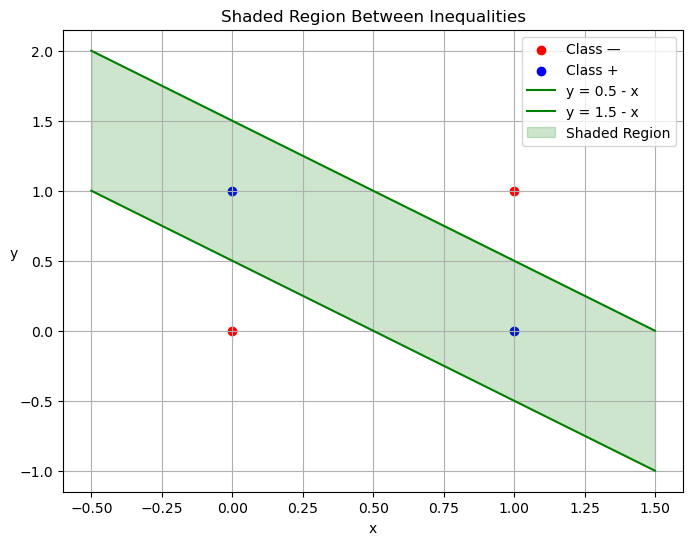 Shaded Region Between Inequalities
Class —
Class +
y = 0.5 - x
y = 1.5 - x
Shaded Region
2.0
1.5
1.0
0.5
0.0
−0.5
−1.0
y
−0.50 −0.25 0.00 0.25 0.50 0.75 1.00 1.25 1.50
x